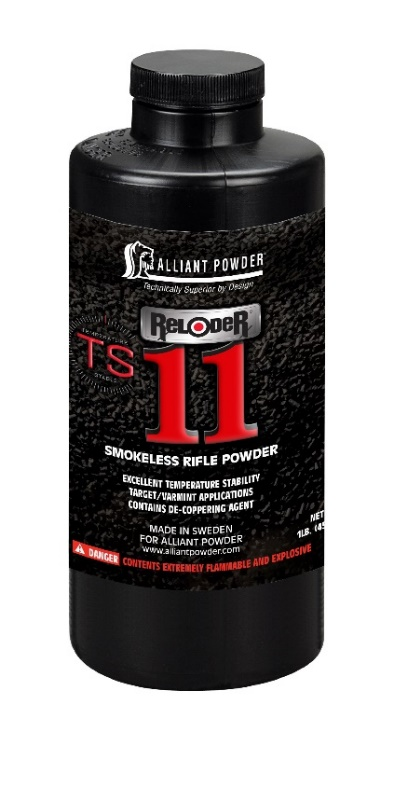 ALLIANT POWDER
Technically Superior by Design
RELODER
TEMPERATURE
TS
STABLE
11
SMOKELESS RIFLE POWDER
EXCELLENT TEMPERATURE STABILITY
TARGET/VARMINT APPLICATIONS
CONTAINS DE-COPPERING AGENT
NET
1LB.
MADE IN SWEDEN
FOR ALLIANT POWDER
www.alliantpowder.com
DANGER CONTENTS EXTREMELY FLAMMABLE AND EXPLOSIVE